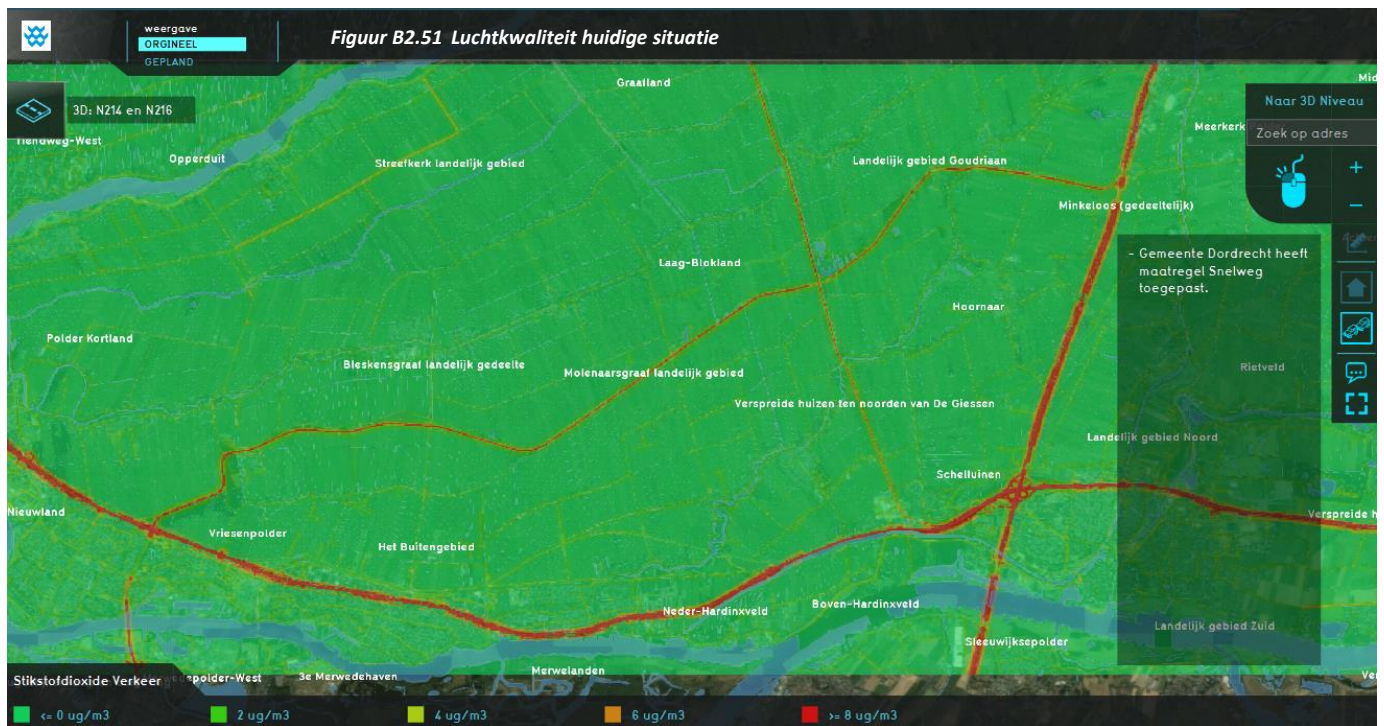 weergave
ORGINEEL
GEPLAND
Figuur B2.51 Luchtkwaliteit huidige situatie
3D: N214 en N216
Naar 3D Niveau
Zoek op adres
Graafland
Tiendweg-West
Opperduit
Streefkerk landelijk gebied
Landelijk gebied Goudriaan
Minkeloos (gedeeltelijk)
+
−
- Gemeente Dordrecht heeft
maatregel Snelweg
toegepast.
Laag-Blokland
Hoornaar
Polder Kortland
Bleskensgraaf landelijk gedeelte
Molenaarsgraaf landelijk gebied
Rietveld
Verspreide huizen ten noorden van De Giessen
Landelijk gebied Noord
Schelluinen
Nieuwland
Verspreide
Vriesenpolder
Het Buitengebied
Neder-Hardinxveld
Boven-Hardinxveld
Landelijk gebied Zuid
Sleeuwijksepolder
Merwelanden
3e Merwedehaven
edepolder-West
Stikstofdioxide Verkeer
<= 0 ug/m3 2 ug/m3 4 ug/m3 6 ug/m3 >= 8 ug/m3